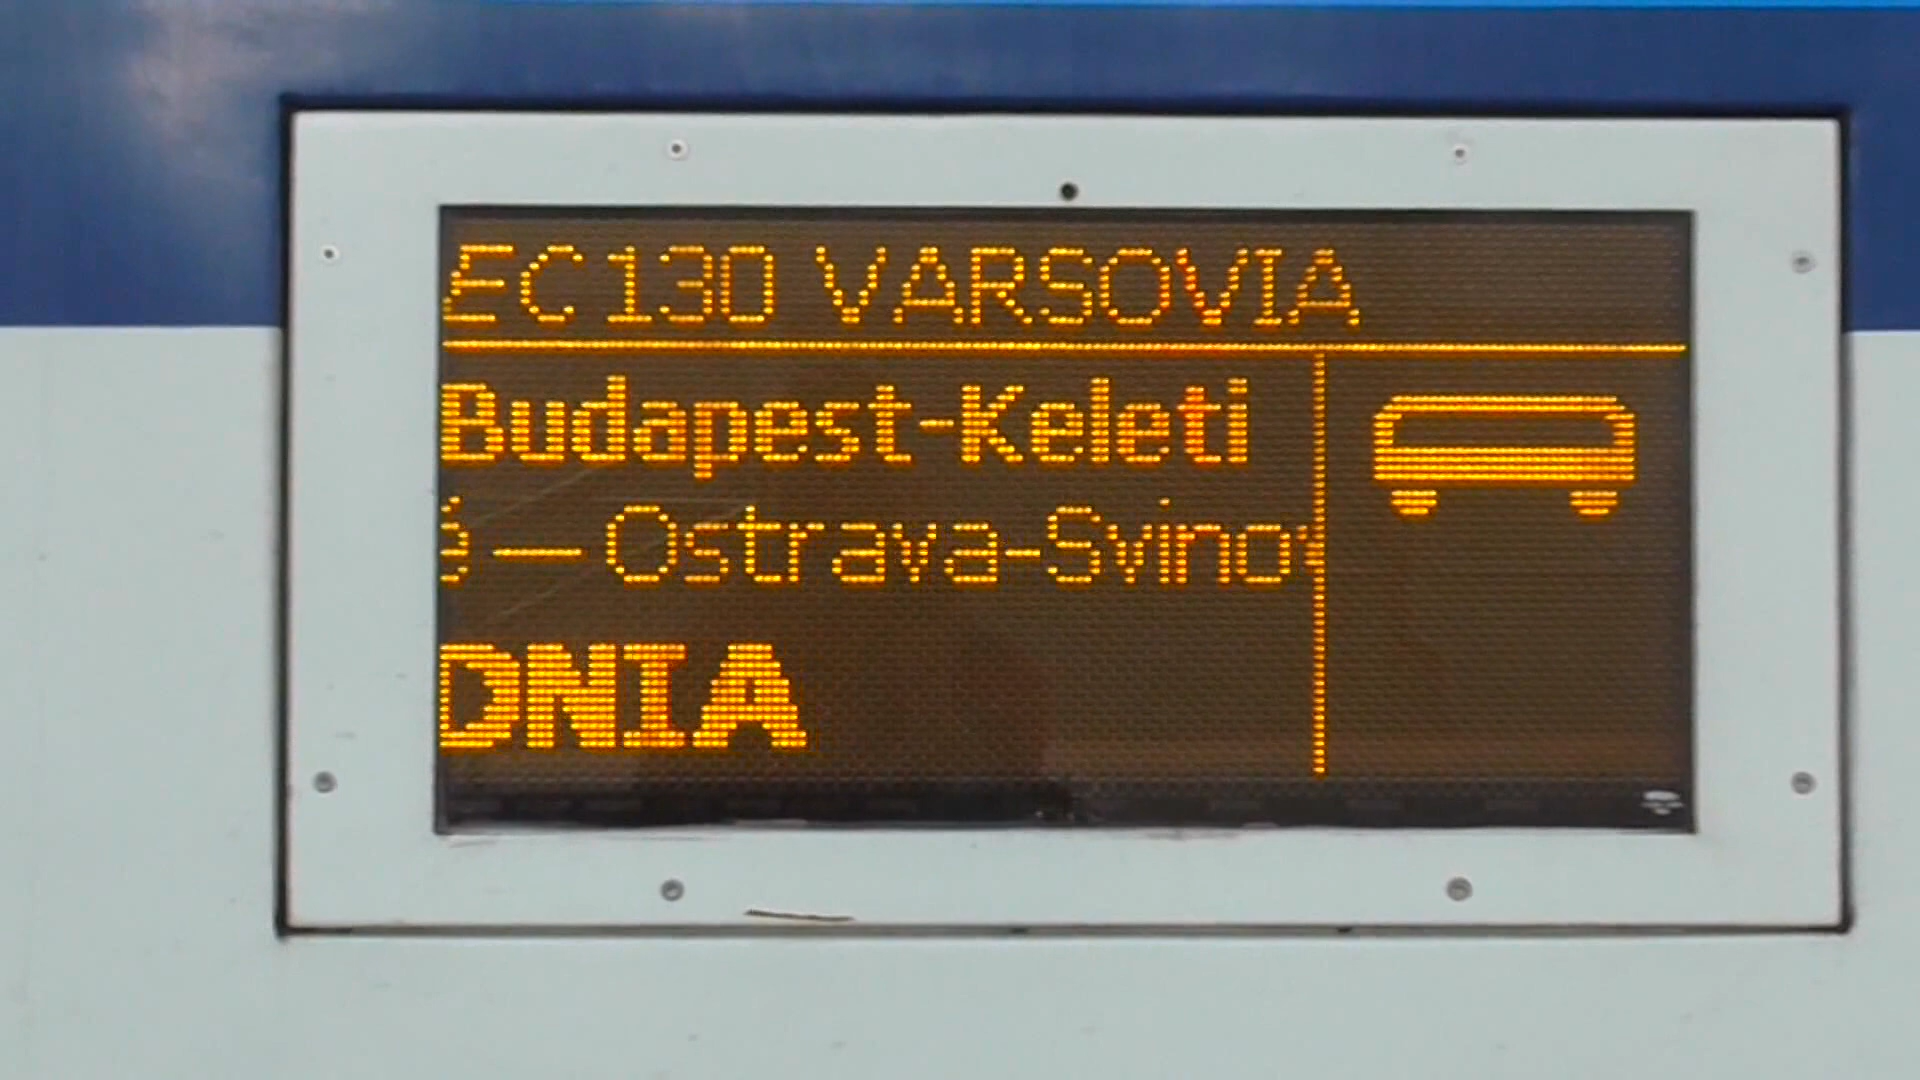 EC130 VARSOVIA
Budapest-Keleti
é — Ostrava-Svino
DNIA